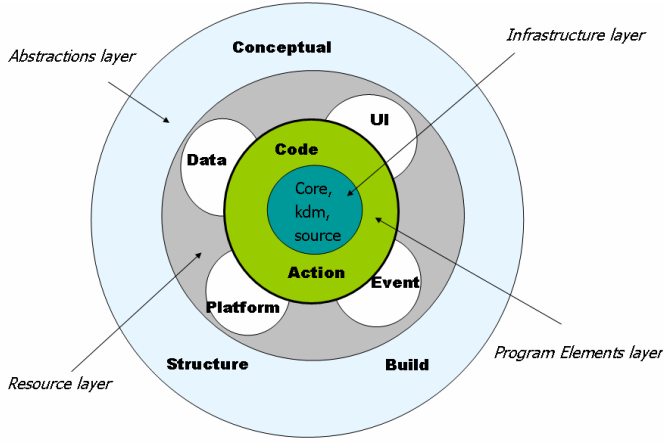 Conceptual
Infrastructure layer
Abstractions layer
UI
Data
Code
Core,
kdm,
source
Action
Event
Platform
Structure
Build
Program Elements layer
Resource layer